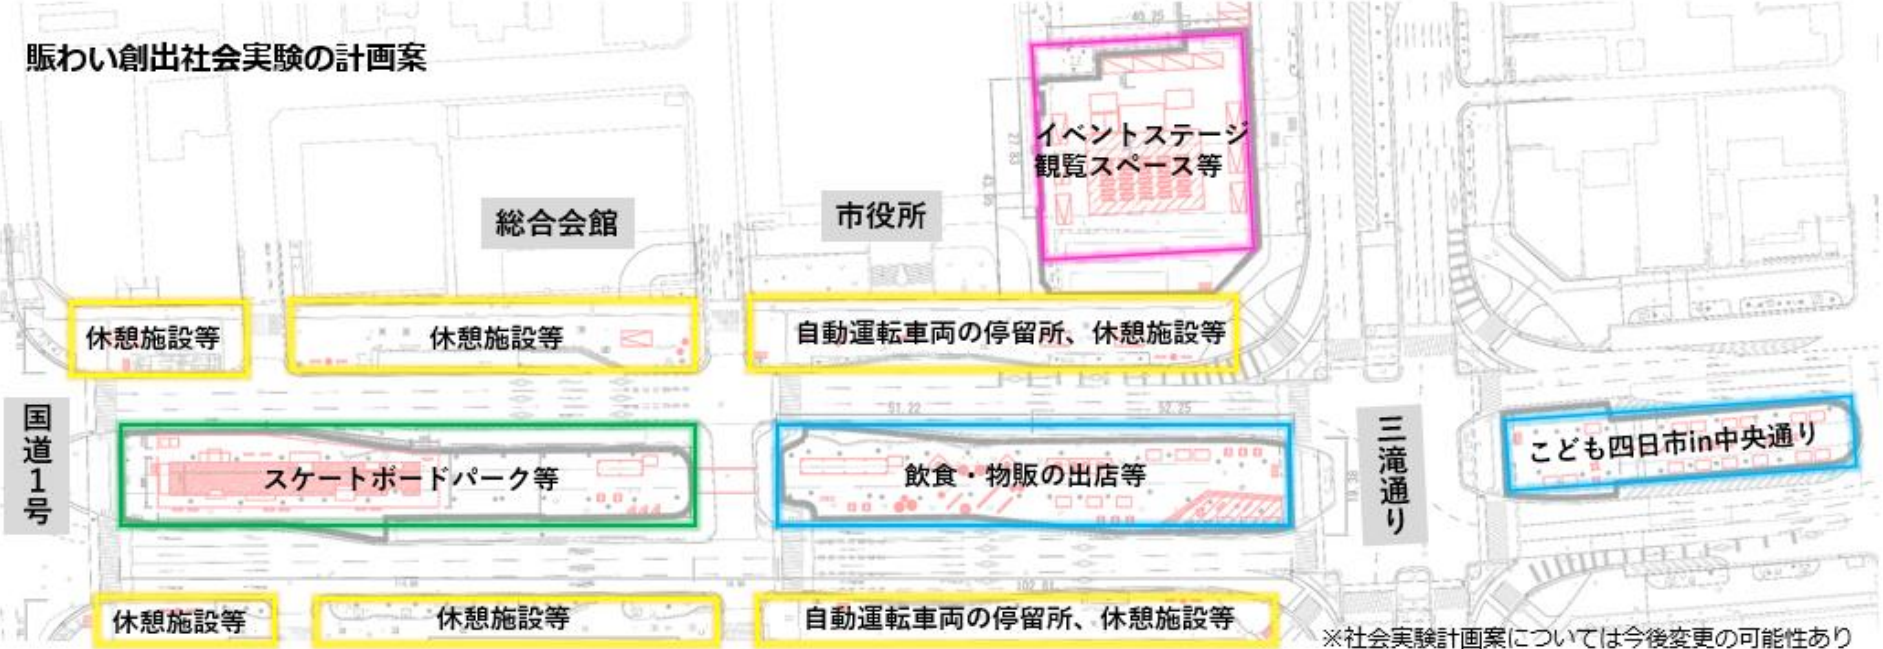 賑わい創出社会実験の計画案
イベントステージ
観覧スペース等
総合会館
市役所
休憩施設等
休憩施設等
自動運転車両の停留所、休憩施設等
国道1号
スケートボードパーク等
51.22
52.25
飲食・物販の出店等
三滝通り
こども四日市in中央通り
休憩施設等
休憩施設等
自動運転車両の停留所、休憩施設等
※社会実験計画案については今後変更の可能性あり